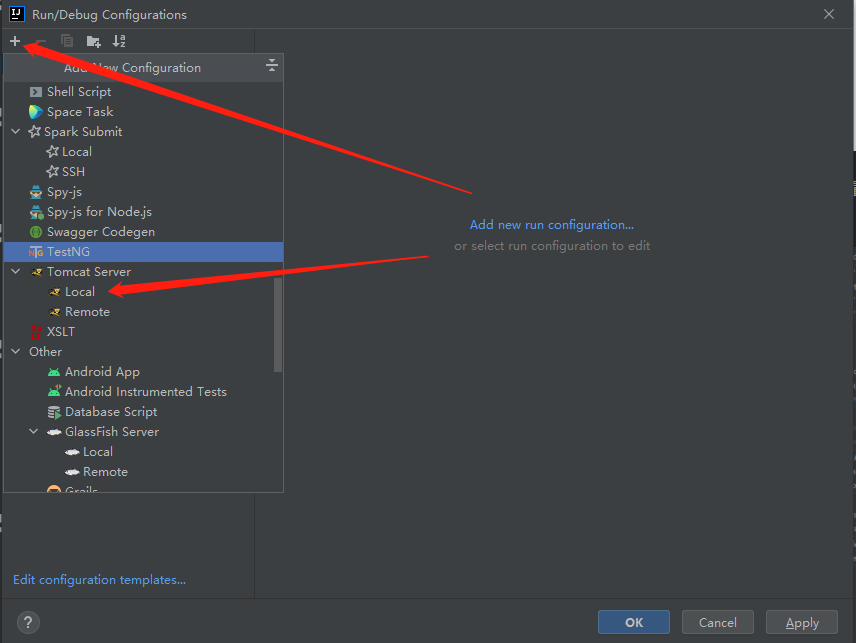 Run/Debug Configurations
Add New Configuration
Shell Script
Space Task
Spark Submit
Local
SSH
Spy-js
Spy-js for Node.js
Swagger Codegen
TestNG
Tomcat Server
Local
Remote
XSLT
Other
Android App
Android Instrumented Tests
Database Script
GlassFish Server
Local
Remote
Grails
Add new run configuration...
or select run configuration to edit
Edit configuration templates...
?
OK
Cancel
Apply